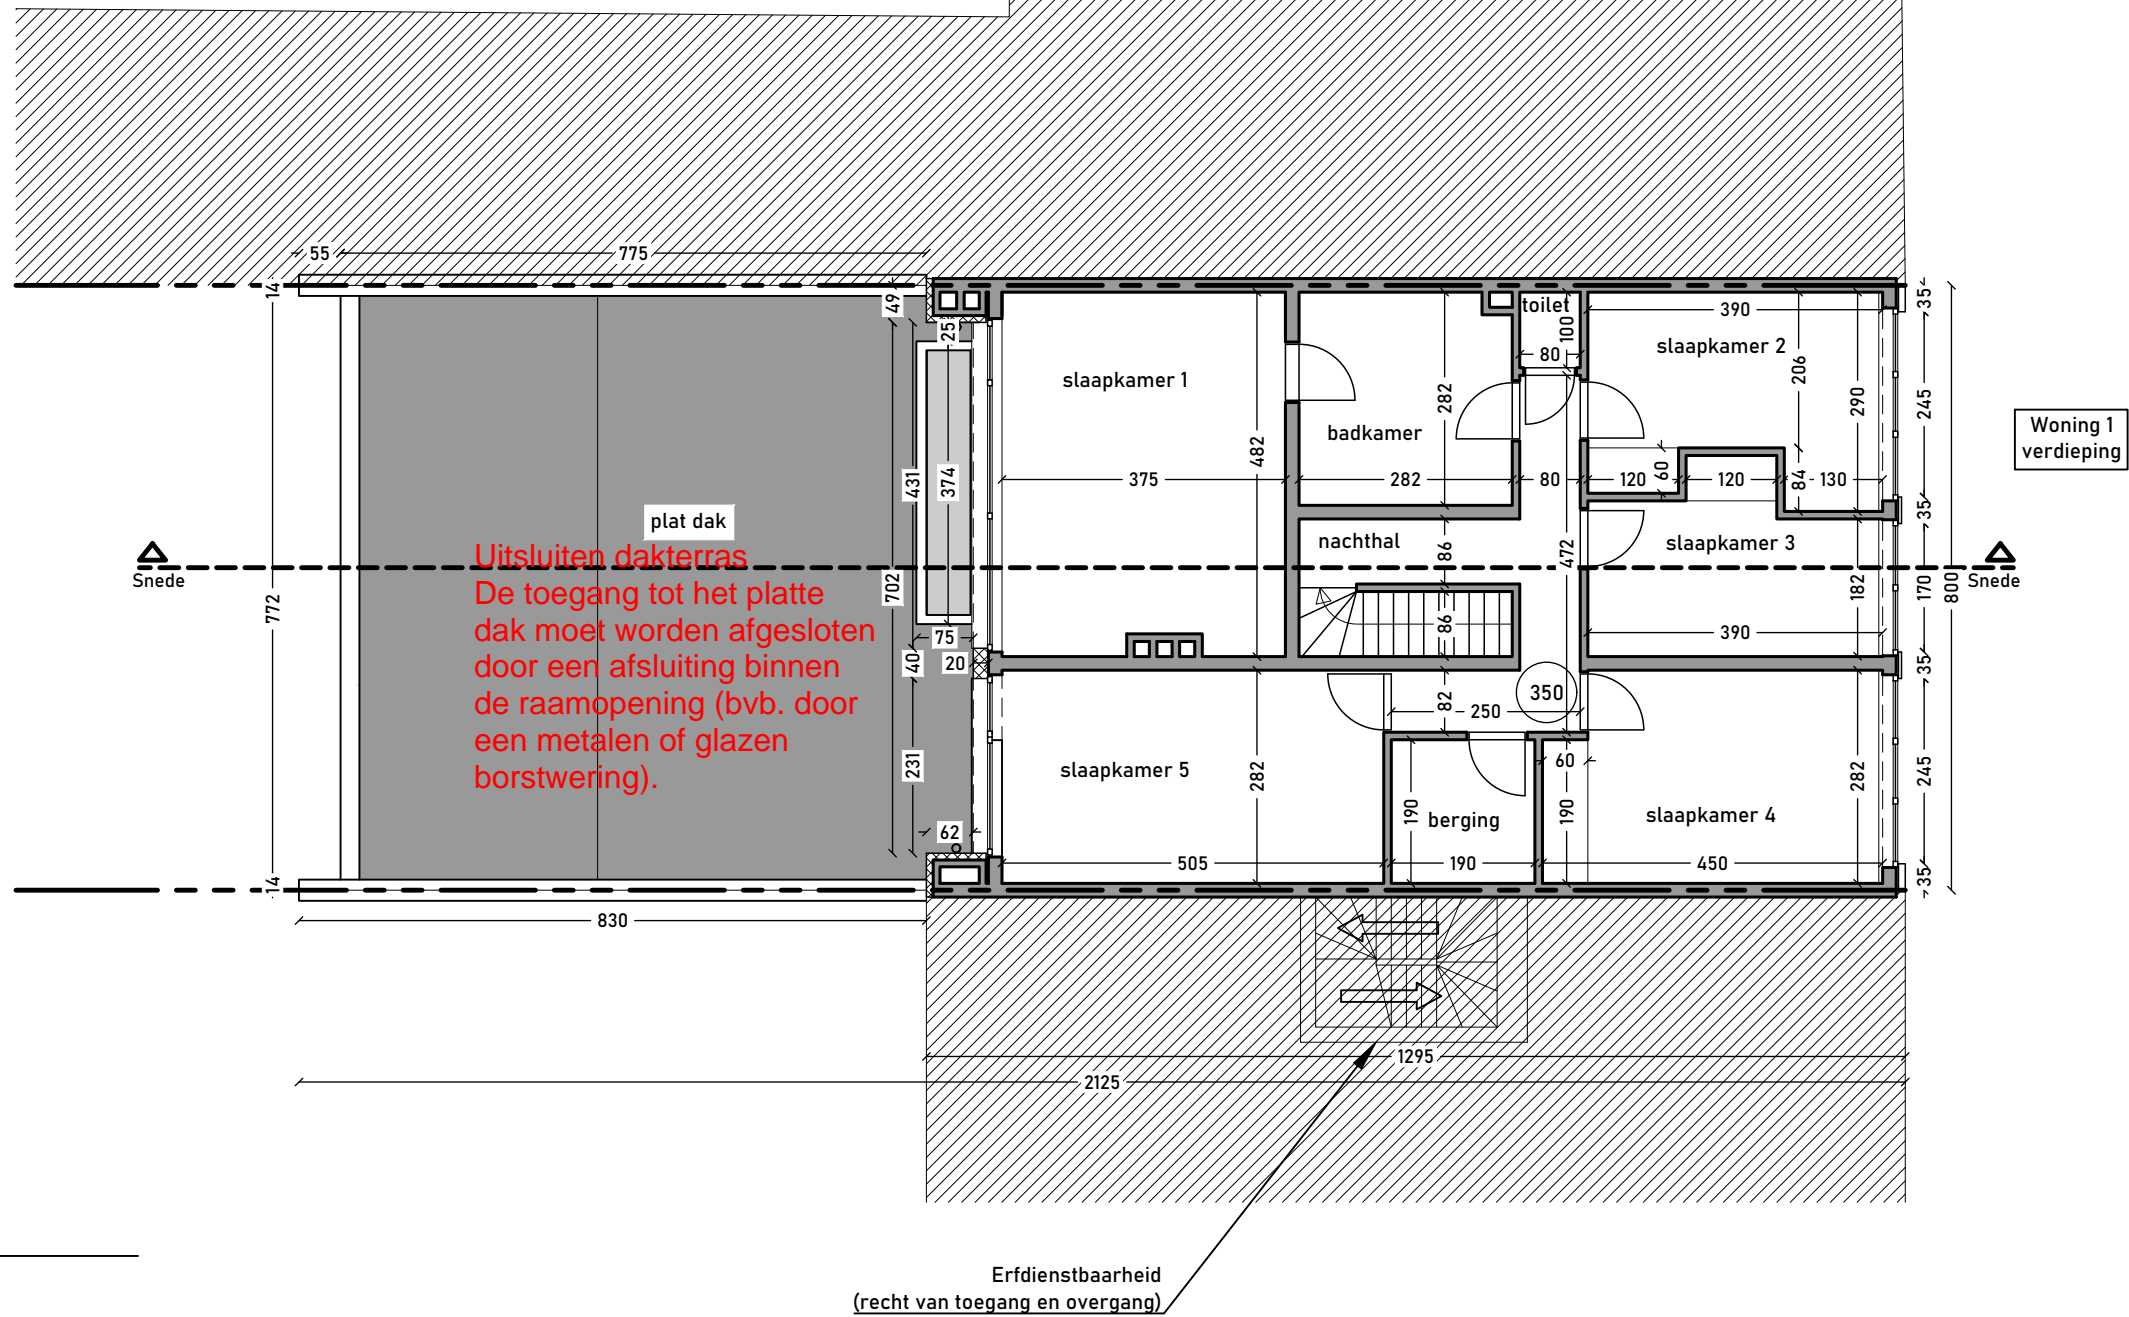 55
775
14
49
25
toilet
100
80
390
35
slaapkamer 1
slaapkamer 2
206
282
290
245
482
431
374
badkamer
Woning 1
verdieping
375
282
80
120
60
120
84
130
35
plat dak
nachthal
86
472
slaapkamer 3
Uitsluiten dakterras
De toegang tot het platte
dak moet worden afgesloten
door een afsluiting binnen
de raamopening (bvb. door
een metalen of glazen
borstwering).
Snede
Snede
772
702
182
170
800
75
40
20
86
390
35
350
82
250
231
60
slaapkamer 5
282
190
berging
190
slaapkamer 4
282
245
62
505
190
450
35
14
830
1295
2125
Erfdienstbaarheid
(recht van toegang en overgang)